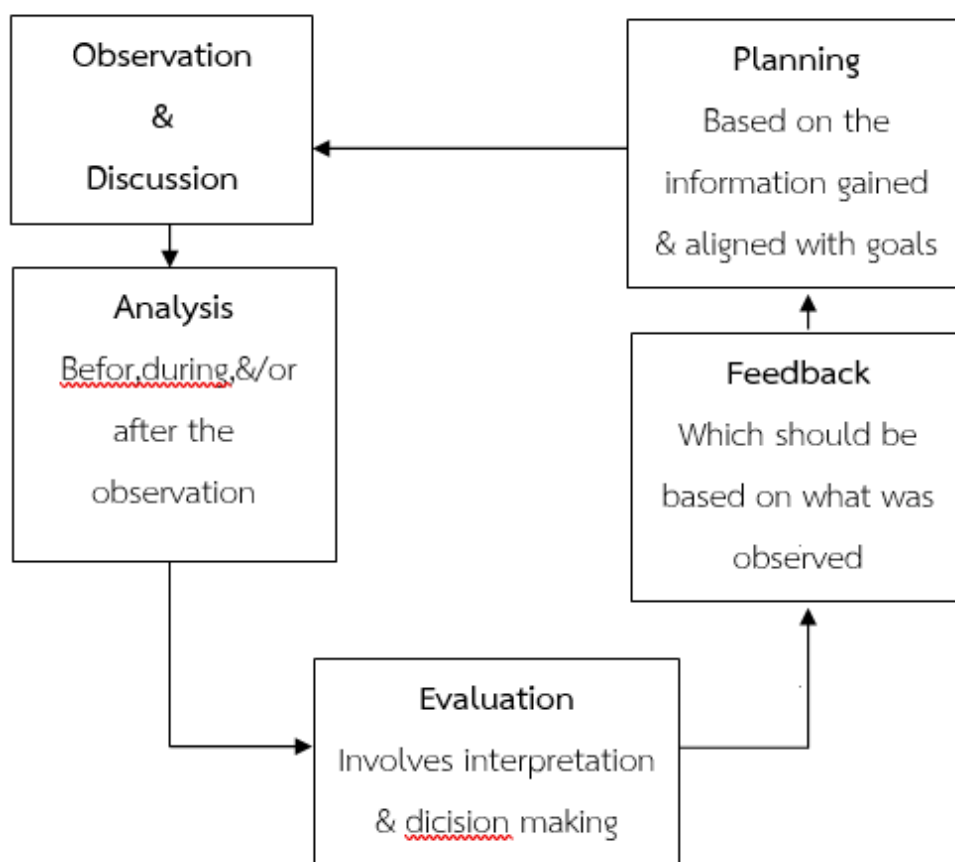 Observation
&
Discussion
Analysis
Befor,during,&/or
after the
observation
Evaluation
Involves interpretation
& dicision making
Feedback
Which should be
based on what was
observed
Planning
Based on the
information gained
& aligned with goals